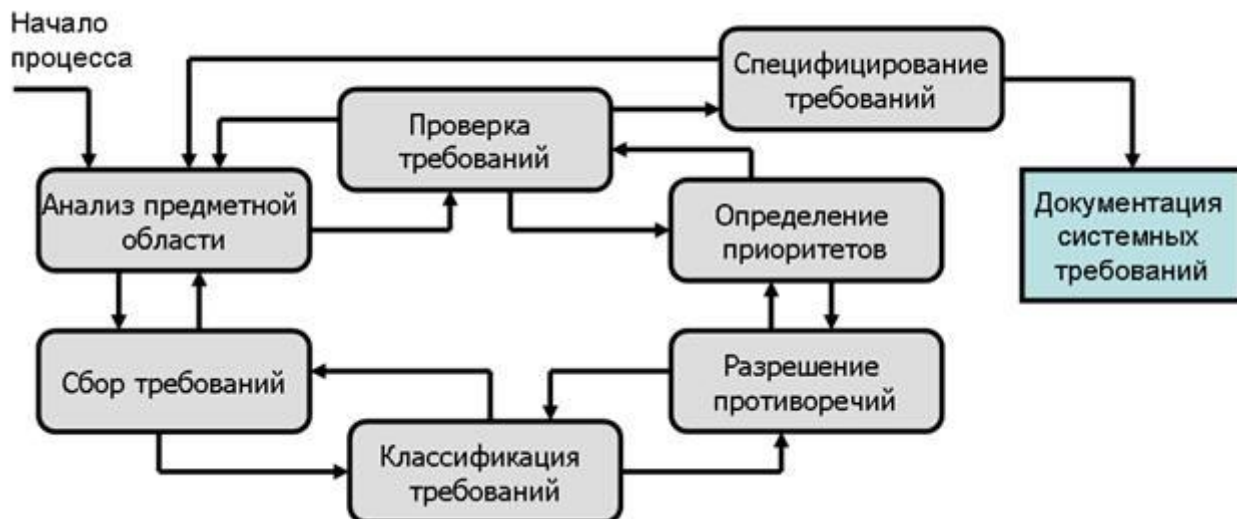 Начало
процесса
Спецификация
требований
Проверка
требований
Анализ предметной
области
Определение
приоритетов
Документация
системных
требований
Сбор требований
Разрешение
противоречий
Классификация
требований